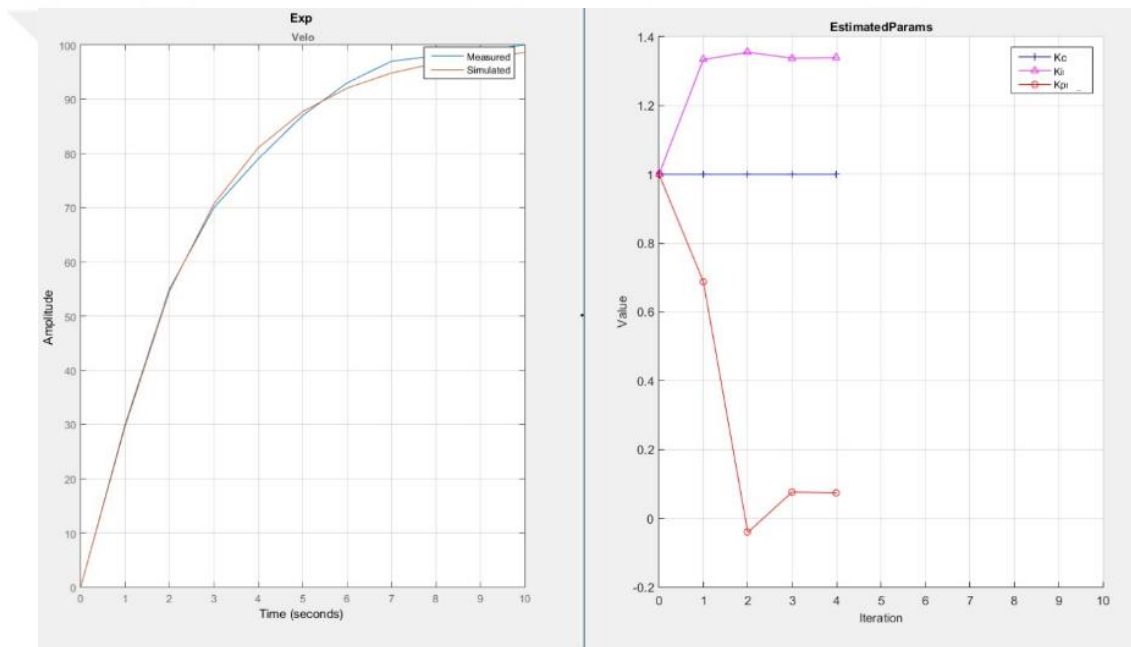 Exp
Velo
100
90
80
70
60
50
40
30
20
10
0
Amplitude
Measured
Simulated
0 1 2 3 4 5 6 7 8 9 10
Time (seconds)
EstimatedParams
1.4
1.2
1
0.8
0.6
0.4
0.2
0
-0.2
Value
Kc
Ki
Kp
0 1 2 3 4 5 6 7 8 9 10
Iteration